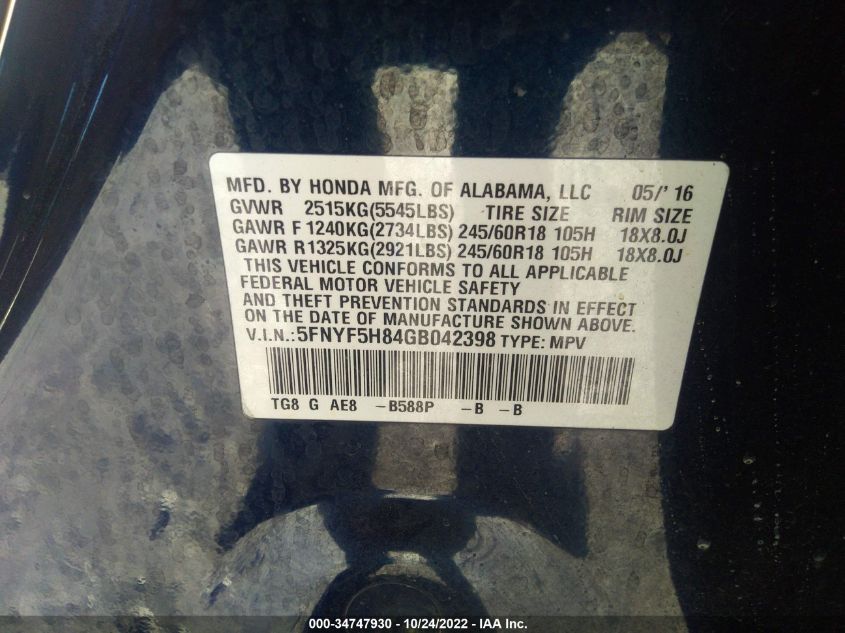 MFD. BY HONDA MFG. OF ALABAMA, LLC 05/'16
GVWR 2515KG(5545LBS) TIRE SIZE RIM SIZE
GAWR F 1240KG(2734LBS) 245/60R18 105H 18X8.0J
GAWR R1325KG(2921LBS) 245/60R18 105H 18X8.0J
THIS VEHICLE CONFORMS TO ALL APPLICABLE
FEDERAL MOTOR VEHICLE SAFETY
AND THEFT PREVENTION STANDARDS IN EFFECT
ON THE DATE OF MANUFACTURE SHOWN ABOVE.
V.I.N.:5FNYF5H84GB042398 TYPE: MPV
TG8 G AE8 -B588P -B -B
000-34747930 - 10/24/2022 - IAA Inc.